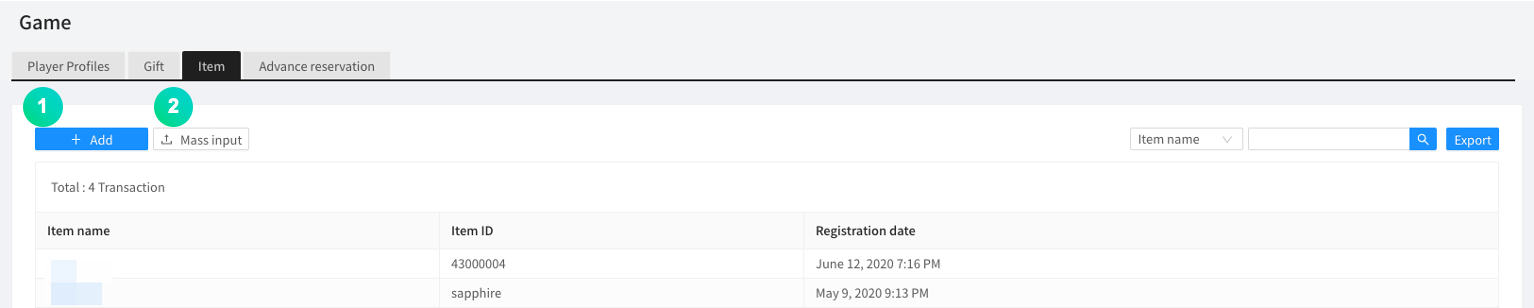 Game
Player Profiles Gift Item Advance reservation
1 2
+ Add Mass input Item name Export
Total : 4 Transaction
Item name Item ID Registration date
43000004 June 12, 2020 7:16 PM
sapphire May 9, 2020 9:13 PM